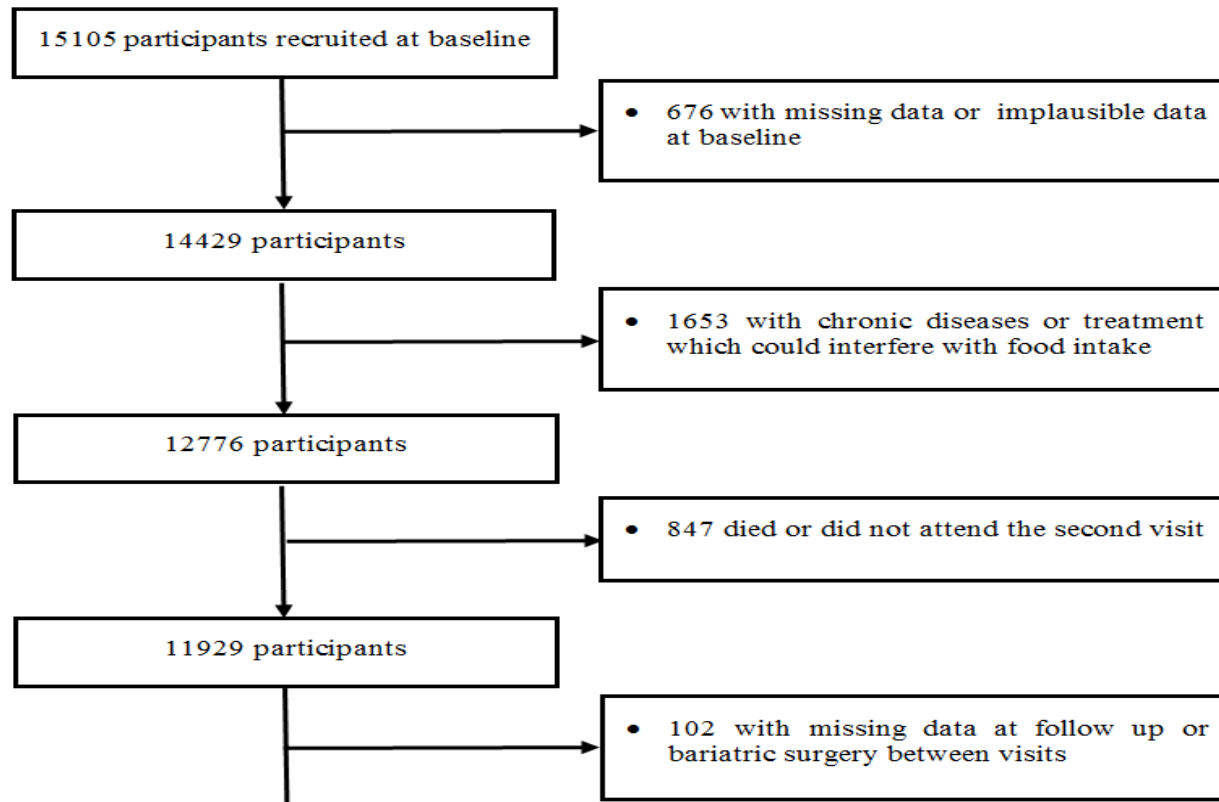 15105 participants recruited at baseline
• 676 with missing data or implausible data
at baseline
14429 participants
• 1653 with chronic diseases or treatment
which could interfere with food intake
12776 participants
• 847 died or did not attend the second visit
11929 participants
• 102 with missing data at follow up or
bariatric surgery between visits